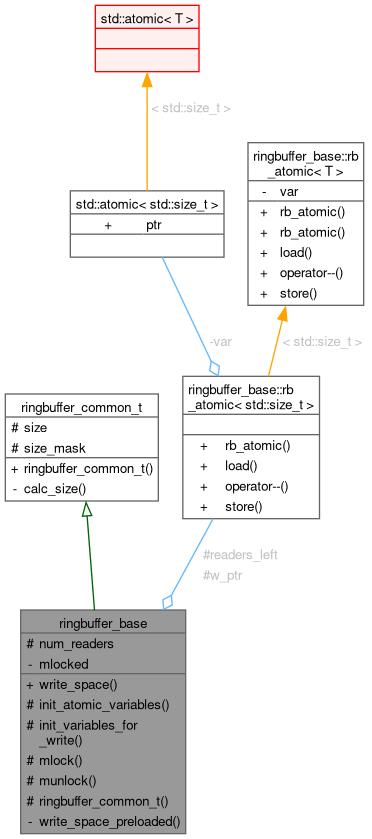 std::atomic< T >
< std::size_t >
ringbuffer_base::rb
_atomic< T >
- var
+ rb_atomic()
+ rb_atomic()
+ load()
+ operator--()
+ store()
std::atomic< std::size_t >
+ ptr
-var
< std::size_t >
ringbuffer_base::rb
_atomic< std::size_t >
+ rb_atomic()
+ load()
+ operator--()
+ store()
ringbuffer_common_t
# size
# size_mask
+ ringbuffer_common_t()
- calc_size()
#readers_left
#w_ptr
ringbuffer_base
# num_readers
- mlocked
+ write_space()
# init_atomic_variables()
# init_variables_for
_write()
# mlock()
# munlock()
# ringbuffer_common_t()
- write_space_preloaded()